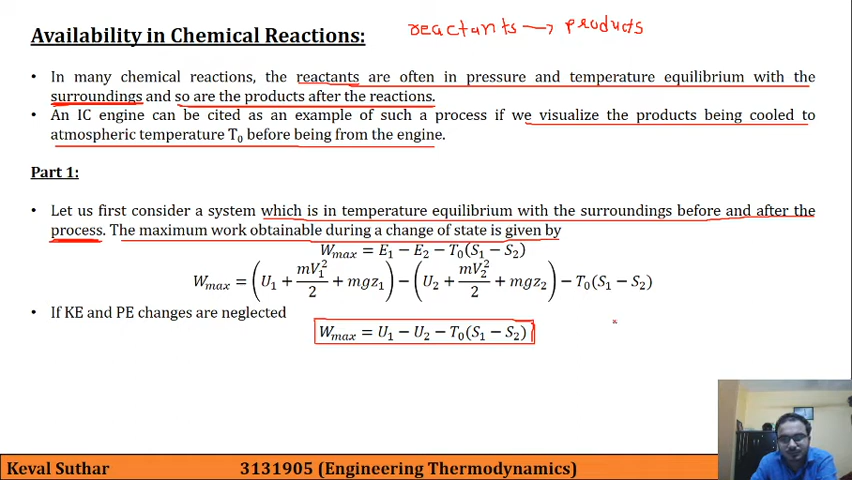 Availability in Chemical Reactions:
reactants → products
• In many chemical reactions, the reactants are often in pressure and temperature equilibrium with the
surroundings and so are the products after the reactions.
• An IC engine can be cited as an example of such a process if we visualize the products being cooled to
atmospheric temperature T₀ before being from the engine.
Part 1:
• Let us first consider a system which is in temperature equilibrium with the surroundings before and after the
process. The maximum work obtainable during a change of state is given by
W_max = E₁ − E₂ − T₀(S₁ − S₂)
W_max = (U₁ + mV₁²/2 + mgz₁) − (U₂ + mV₂²/2 + mgz₂) − T₀(S₁ − S₂)
• If KE and PE changes are neglected
W_max = U₁ − U₂ − T₀(S₁ − S₂)
Keval Suthar 3131905 (Engineering Thermodynamics)